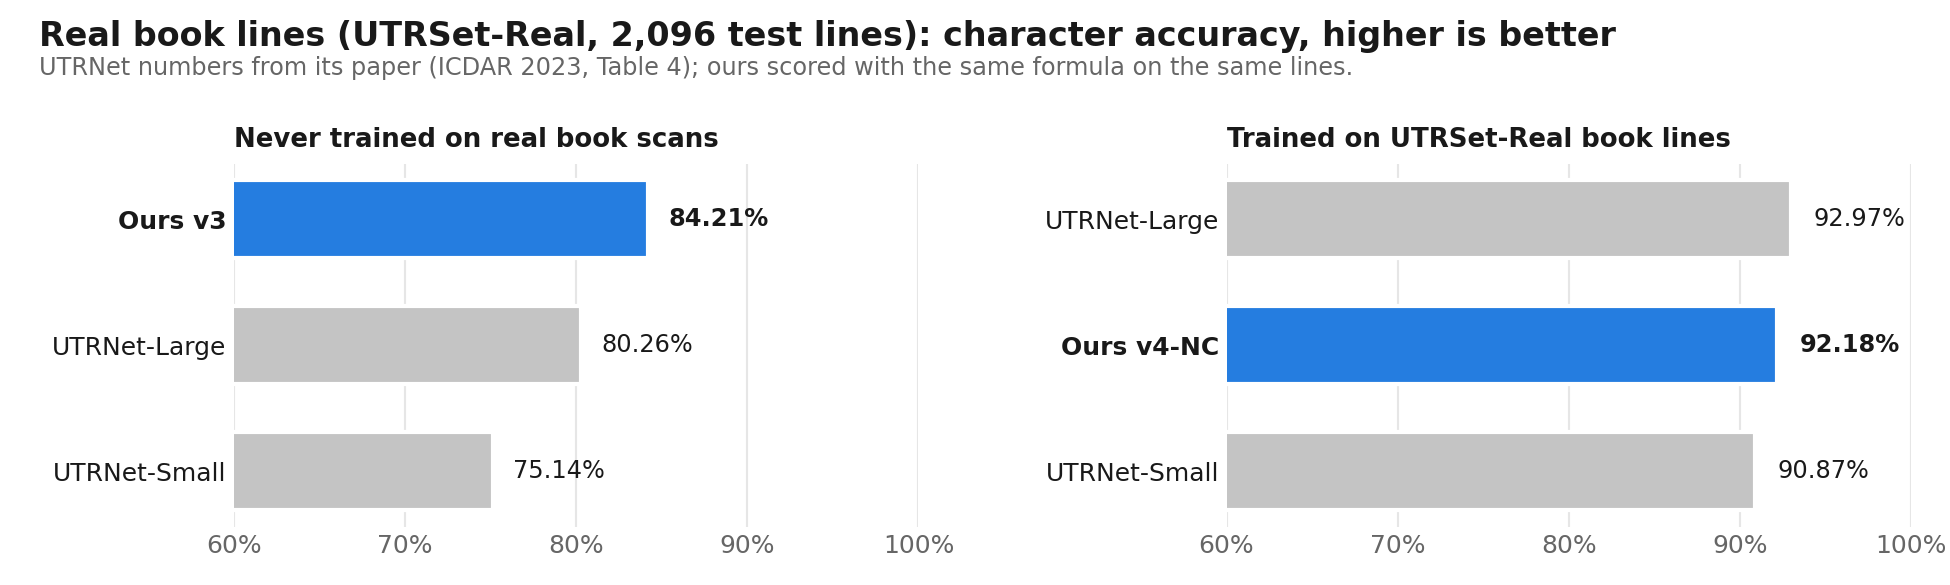 Real book lines (UTRSet-Real, 2,096 test lines): character accuracy, higher is better
UTRNet numbers from its paper (ICDAR 2023, Table 4); ours scored with the same formula on the same lines.
Never trained on real book scans
Ours v3 84.21%
UTRNet-Large 80.26%
UTRNet-Small 75.14%
60% 70% 80% 90% 100%
Trained on UTRSet-Real book lines
UTRNet-Large 92.97%
Ours v4-NC 92.18%
UTRNet-Small 90.87%
60% 70% 80% 90% 100%